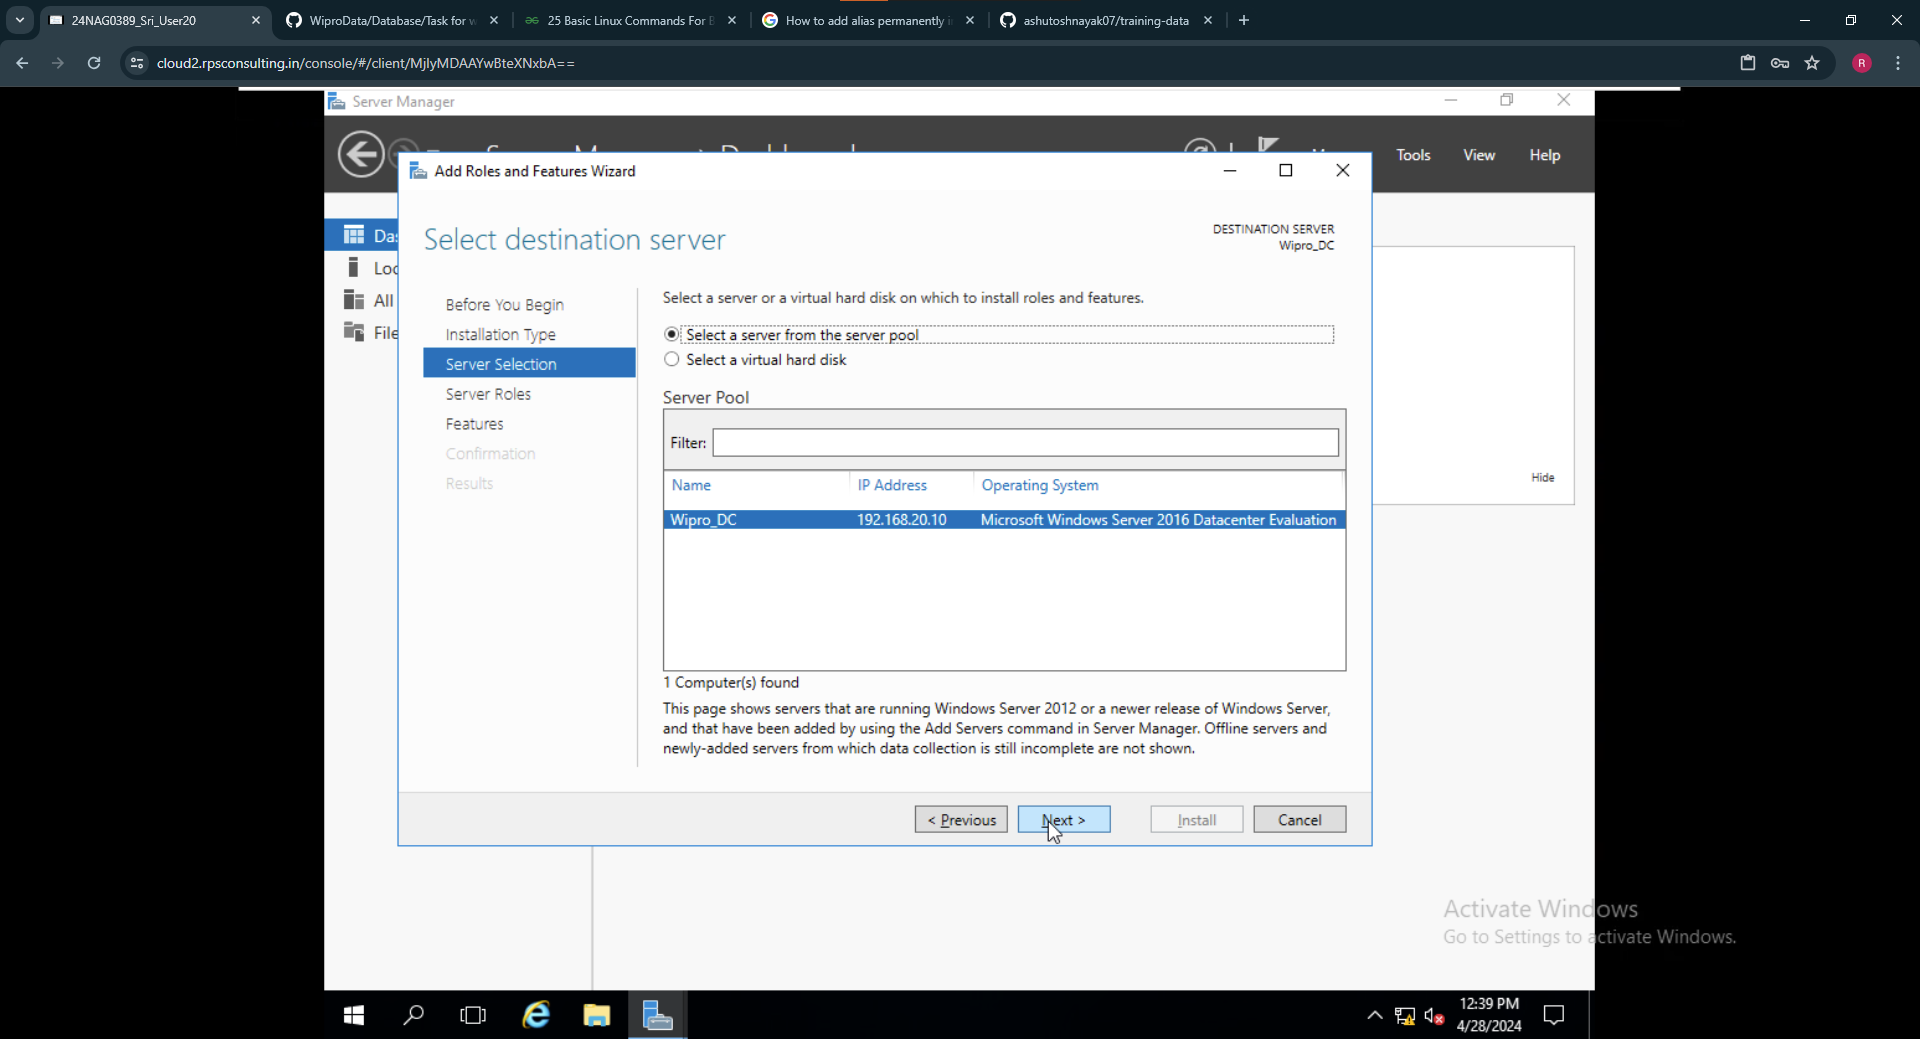 24NAG0389_Sri_User20
WiproData/Database/Task for w
25 Basic Linux Commands For B
How to add alias permanently i
ashutoshnayak07/training-data
cloud2.rpsconsulting.in/console/#/client/MjIyMDAAYwBteXNxbA==
R
Server Manager
Tools
View
Help
Add Roles and Features Wizard
Select destination server
DESTINATION SERVER
Wipro_DC
Das
Loc
All
File
Before You Begin
Installation Type
Server Selection
Server Roles
Features
Confirmation
Results
Select a server or a virtual hard disk on which to install roles and features.
Select a server from the server pool
Select a virtual hard disk
Server Pool
Filter:
Name
IP Address
Operating System
Wipro_DC
192.168.20.10
Microsoft Windows Server 2016 Datacenter Evaluation
1 Computer(s) found
This page shows servers that are running Windows Server 2012 or a newer release of Windows Server,
and that have been added by using the Add Servers command in Server Manager. Offline servers and
newly-added servers from which data collection is still incomplete are not shown.
Hide
< Previous
Next >
Install
Cancel
Activate Windows
Go to Settings to activate Windows.
12:39 PM
4/28/2024